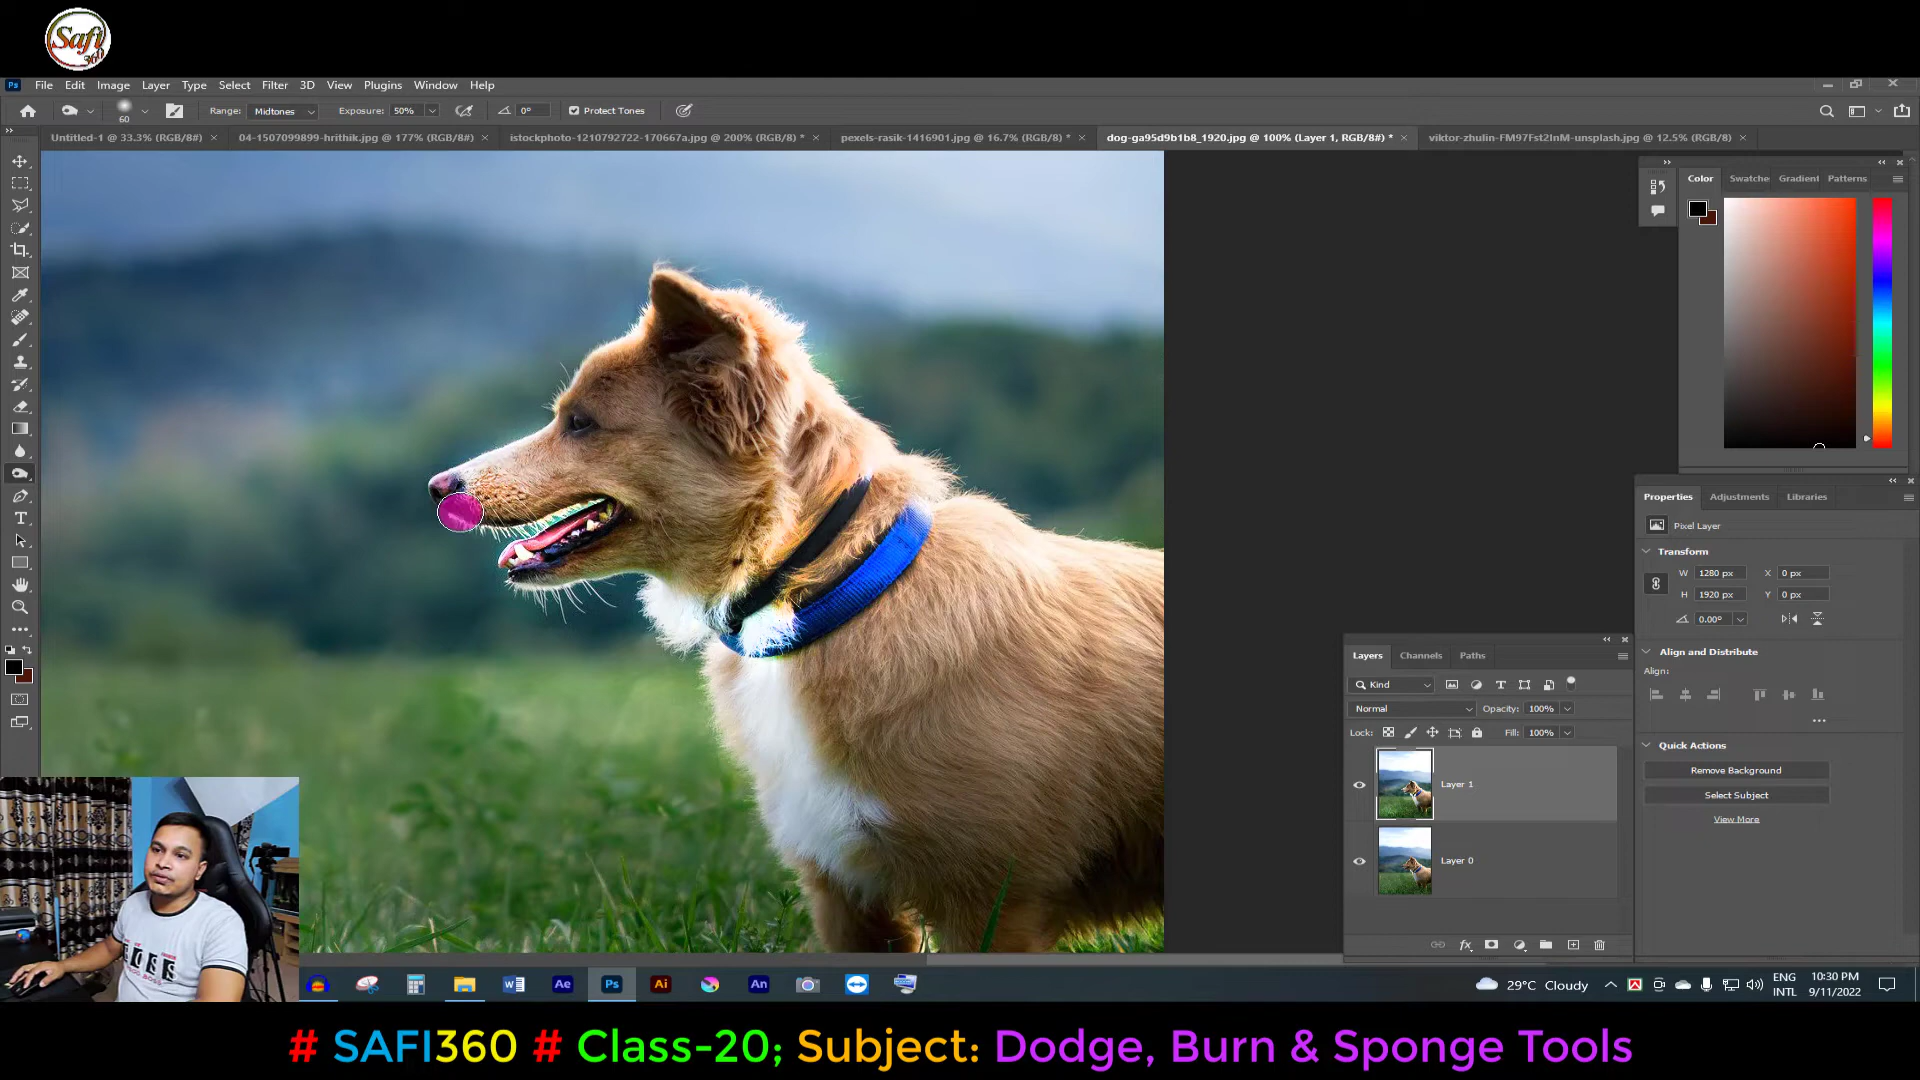 Safi
360
Ps File Edit Image Layer Type Select Filter 3D View Plugins Window Help
60 Range: Midtones Exposure: 50% 0° Protect Tones
Untitled-1 @ 33.3% (RGB/8#) × 04-1507099899-hrithik.jpg @ 177% (RGB/8#) × istockphoto-1210792722-170667a.jpg @ 200% (RGB/8) * × pexels-rasik-1416901.jpg @ 16.7% (RGB/8#) * × dog-ga95d9b1b8_1920.jpg @ 100% (Layer 1, RGB/8#) * × viktor-zhulin-FM97Fst2InM-unsplash.jpg @ 12.5% (RGB/8) ×
Color Swatche Gradient Patterns
Properties Adjustments Libraries
Pixel Layer
Transform
W 1280 px X 0 px
H 1920 px Y 0 px
0.00°
Align and Distribute
Align:
Quick Actions
Remove Background
Select Subject
View More
Layers Channels Paths
Kind
Normal Opacity: 100%
Lock: Fill: 100%
Layer 1
Layer 0
fx
Ae Ps Ai An
29°C Cloudy
ENG
INTL
10:30 PM
9/11/2022
# SAFI360 # Class-20; Subject: Dodge, Burn & Sponge Tools